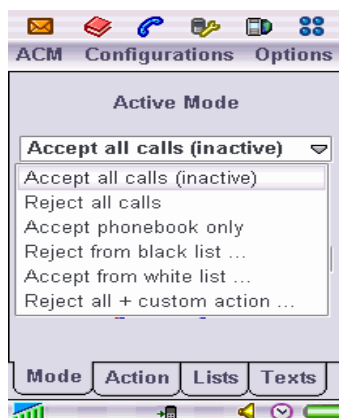 ACM Configurations Options
Active Mode
Accept all calls (inactive)
Accept all calls (inactive)
Reject all calls
Accept phonebook only
Reject from black list ...
Accept from white list ...
Reject all + custom action ...
Mode Action Lists Texts